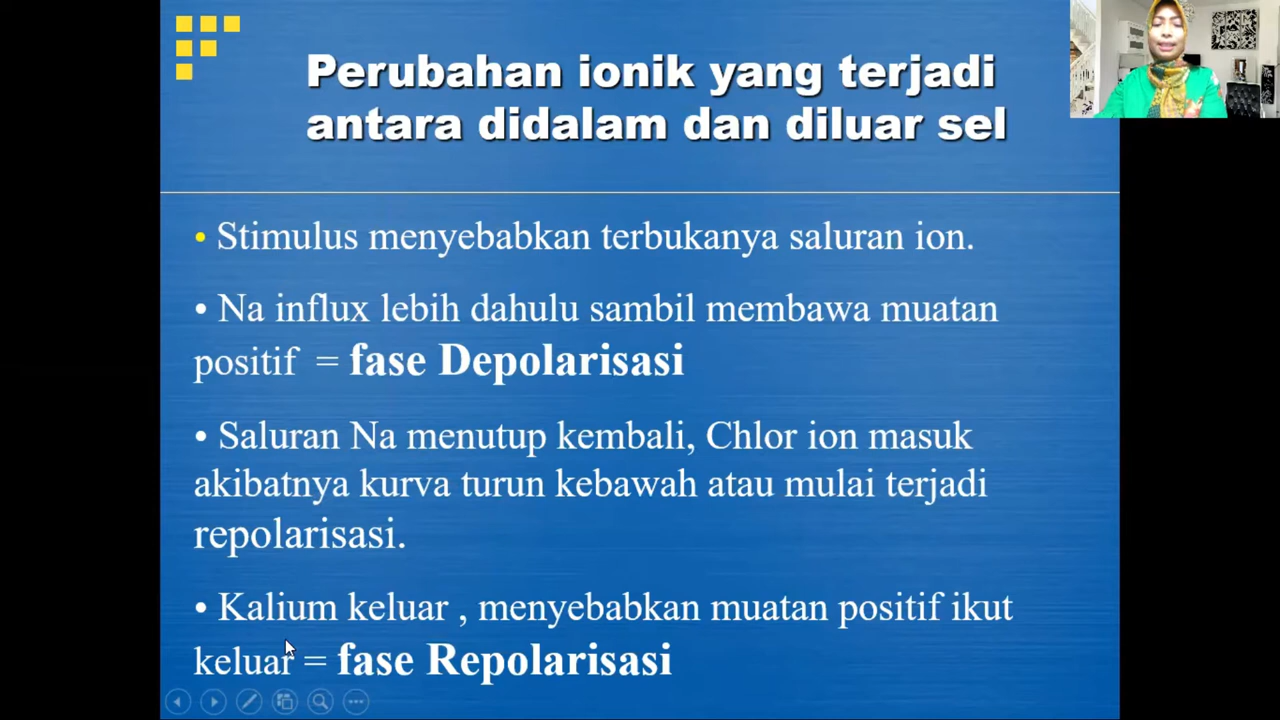 Perubahan ionik yang terjadi
antara didalam dan diluar sel
• Stimulus menyebabkan terbukanya saluran ion.
• Na influx lebih dahulu sambil membawa muatan
positif = fase Depolarisasi
• Saluran Na menutup kembali, Chlor ion masuk
akibatnya kurva turun kebawah atau mulai terjadi
repolarisasi.
• Kalium keluar , menyebabkan muatan positif ikut
keluar = fase Repolarisasi